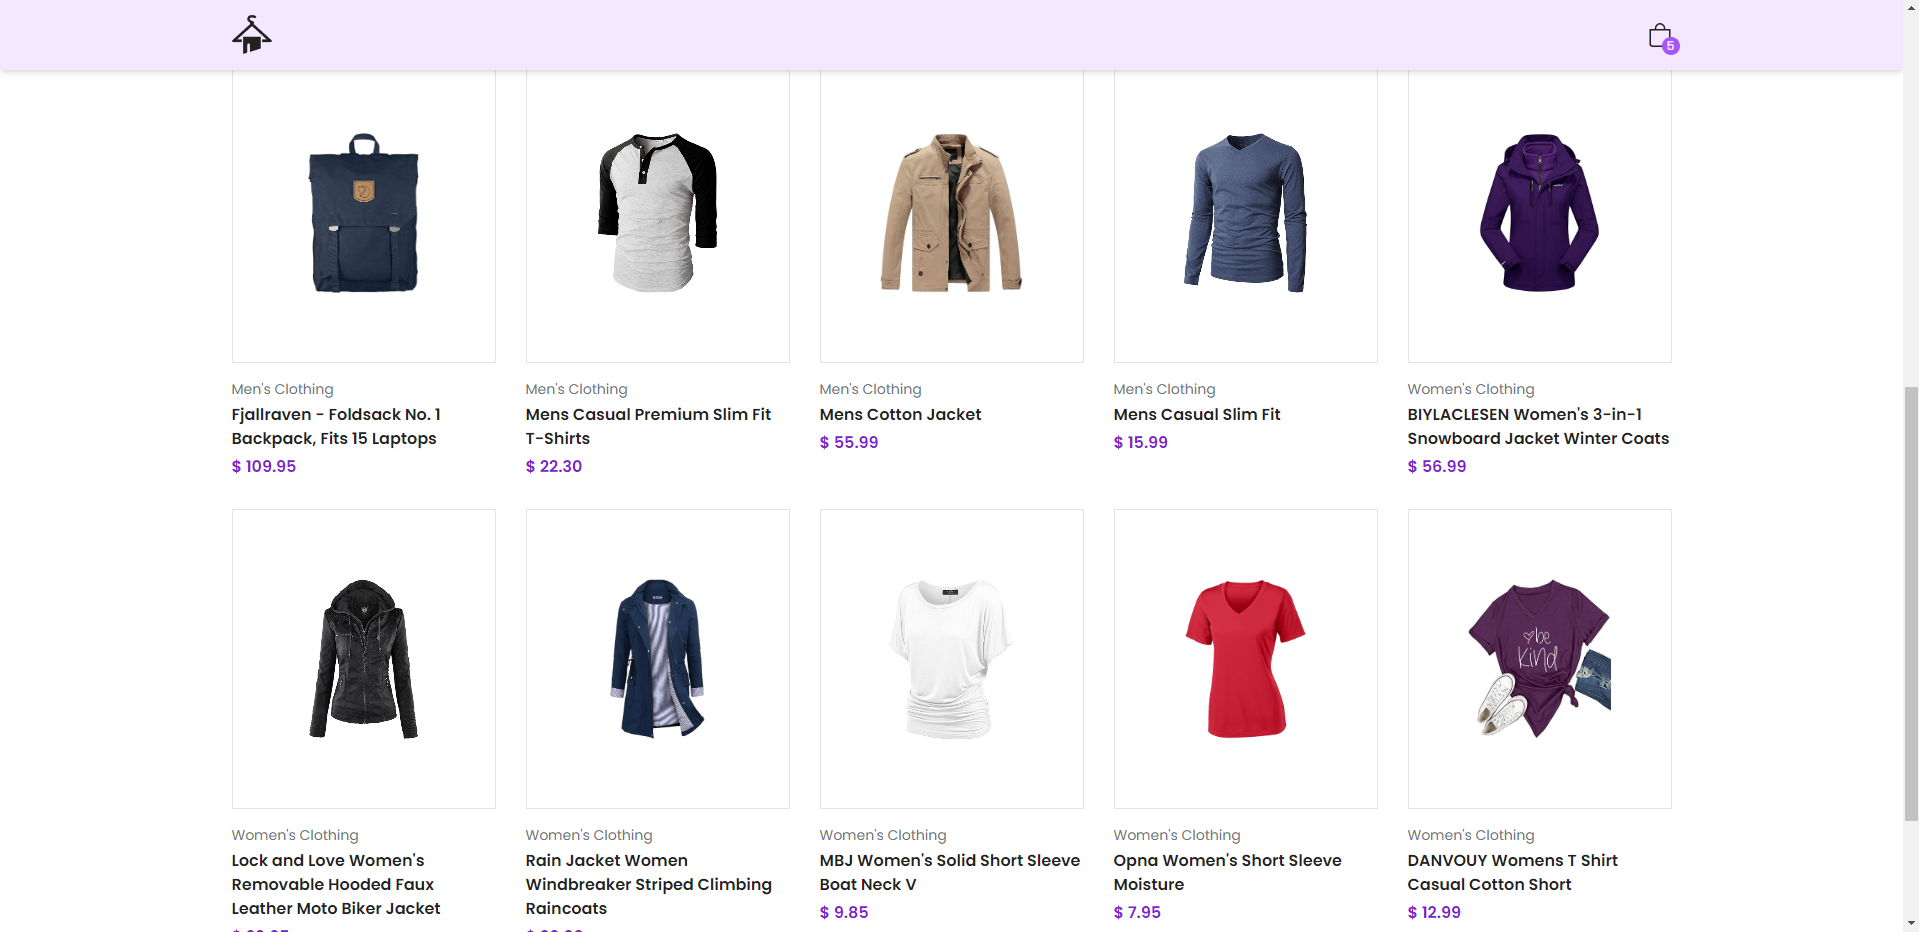 5
Men's Clothing
Fjallraven - Foldsack No. 1
Backpack, Fits 15 Laptops
$ 109.95
Men's Clothing
Mens Casual Premium Slim Fit
T-Shirts
$ 22.30
Men's Clothing
Mens Cotton Jacket
$ 55.99
Men's Clothing
Mens Casual Slim Fit
$ 15.99
Women's Clothing
BIYLACLESEN Women's 3-in-1
Snowboard Jacket Winter Coats
$ 56.99
be
kind
Women's Clothing
Lock and Love Women's
Removable Hooded Faux
Leather Moto Biker Jacket
Women's Clothing
Rain Jacket Women
Windbreaker Striped Climbing
Raincoats
Women's Clothing
MBJ Women's Solid Short Sleeve
Boat Neck V
$ 9.85
Women's Clothing
Opna Women's Short Sleeve
Moisture
$ 7.95
Women's Clothing
DANVOUY Womens T Shirt
Casual Cotton Short
$ 12.99